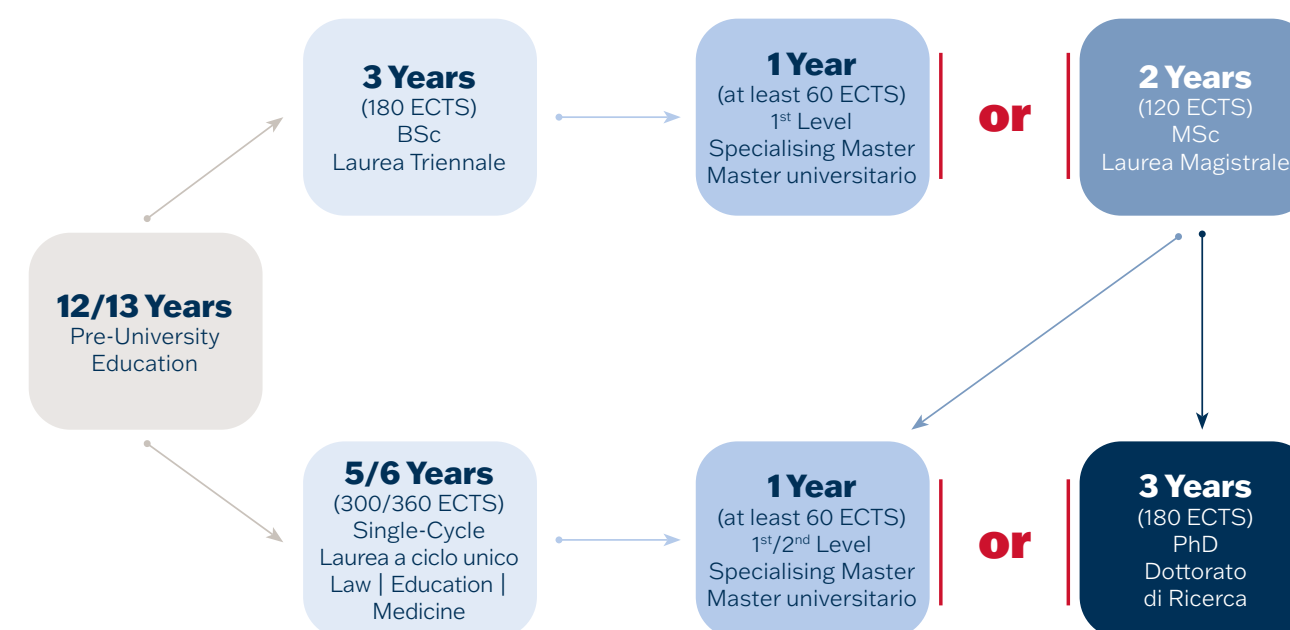 3 Years
(180 ECTS)
BSc
Laurea Triennale
1 Year
(at least 60 ECTS)
1st Level
Specialising Master
Master universitario
or
2 Years
(120 ECTS)
MSc
Laurea Magistrale
12/13 Years
Pre-University
Education
5/6 Years
(300/360 ECTS)
Single-Cycle
Laurea a ciclo unico
Law | Education |
Medicine
1 Year
(at least 60 ECTS)
1st/2nd Level
Specialising Master
Master universitario
or
3 Years
(180 ECTS)
PhD
Dottorato
di Ricerca